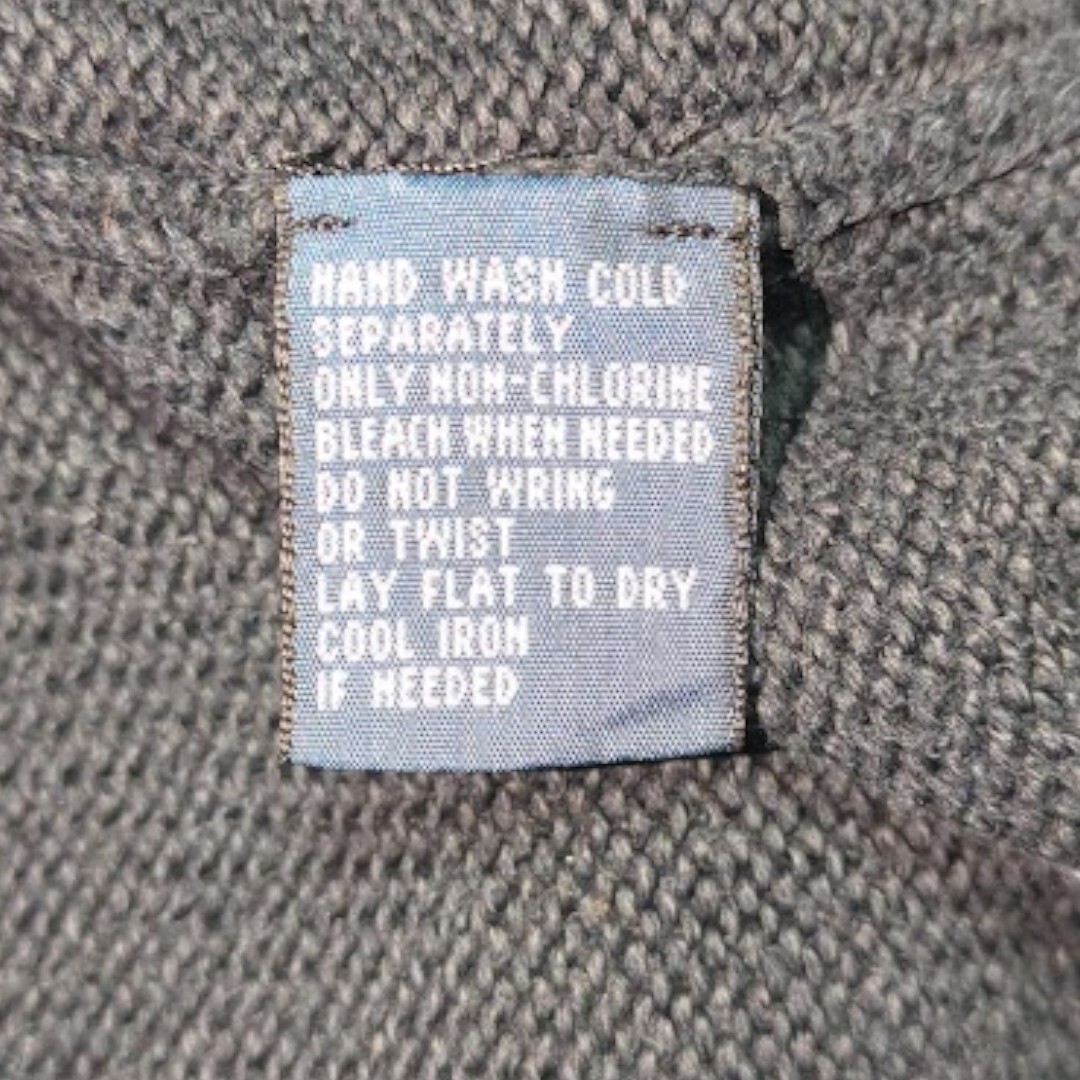 HAND WASH COLD
SEPARATELY
ONLY NON-CHLORINE
BLEACH WHEN NEEDED
DO NOT WRING
OR TWIST
LAY FLAT TO DRY
COOL IRON
IF NEEDED